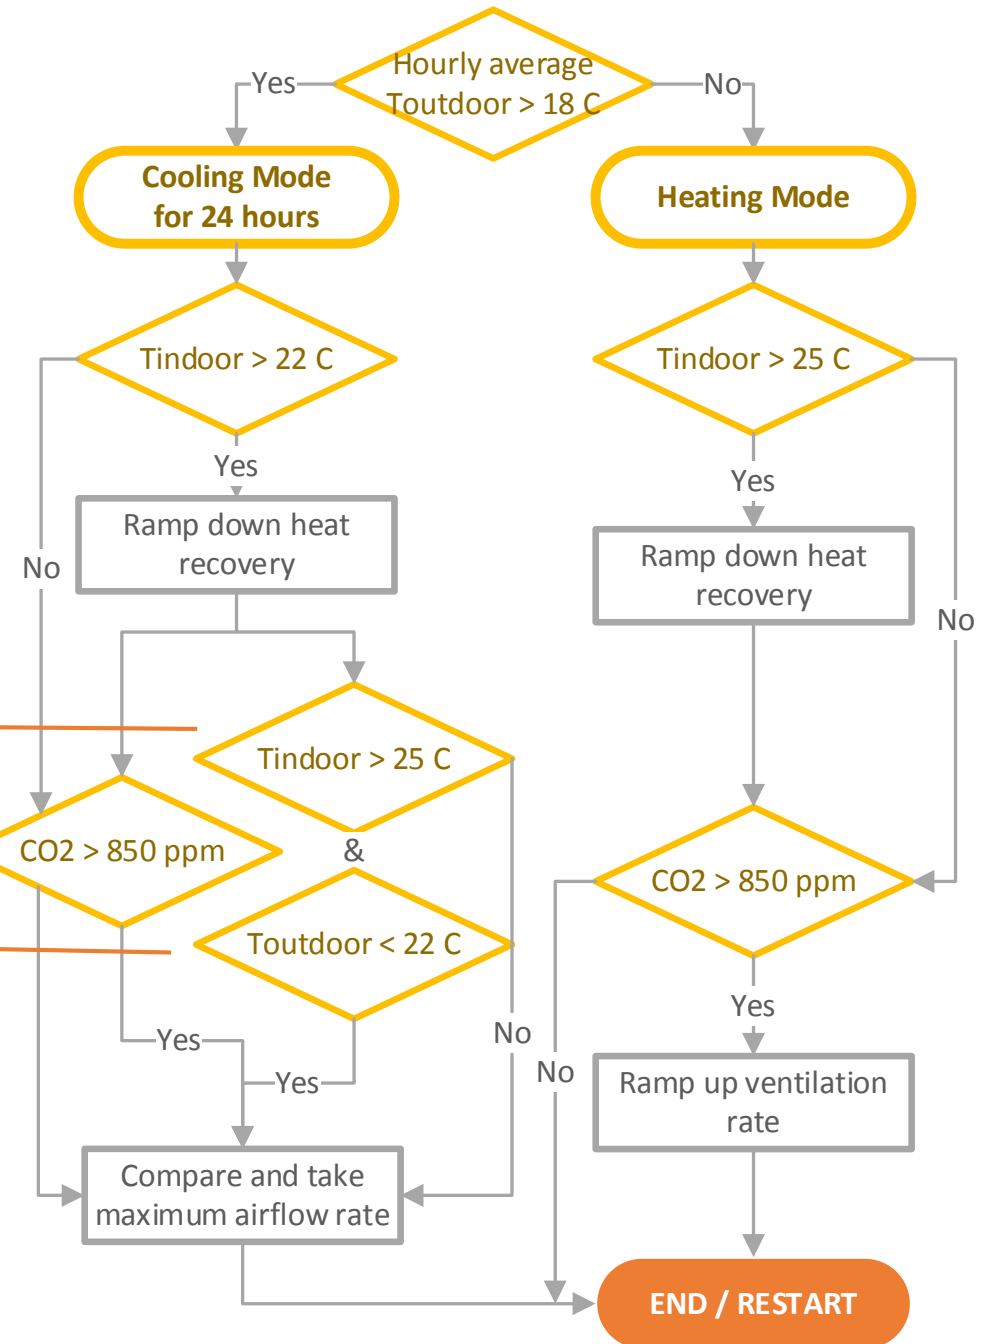 Hourly average
Toutdoor > 18 C
Yes
No
Cooling Mode
for 24 hours
Heating Mode
Tindoor > 22 C
Tindoor > 25 C
Yes
Yes
Ramp down heat
recovery
Ramp down heat
recovery
No
No
Tindoor > 25 C
CO2 > 850 ppm
&
CO2 > 850 ppm
Toutdoor < 22 C
Yes
No
Yes
Yes
No
Ramp up ventilation
rate
Compare and take
maximum airflow rate
END / RESTART